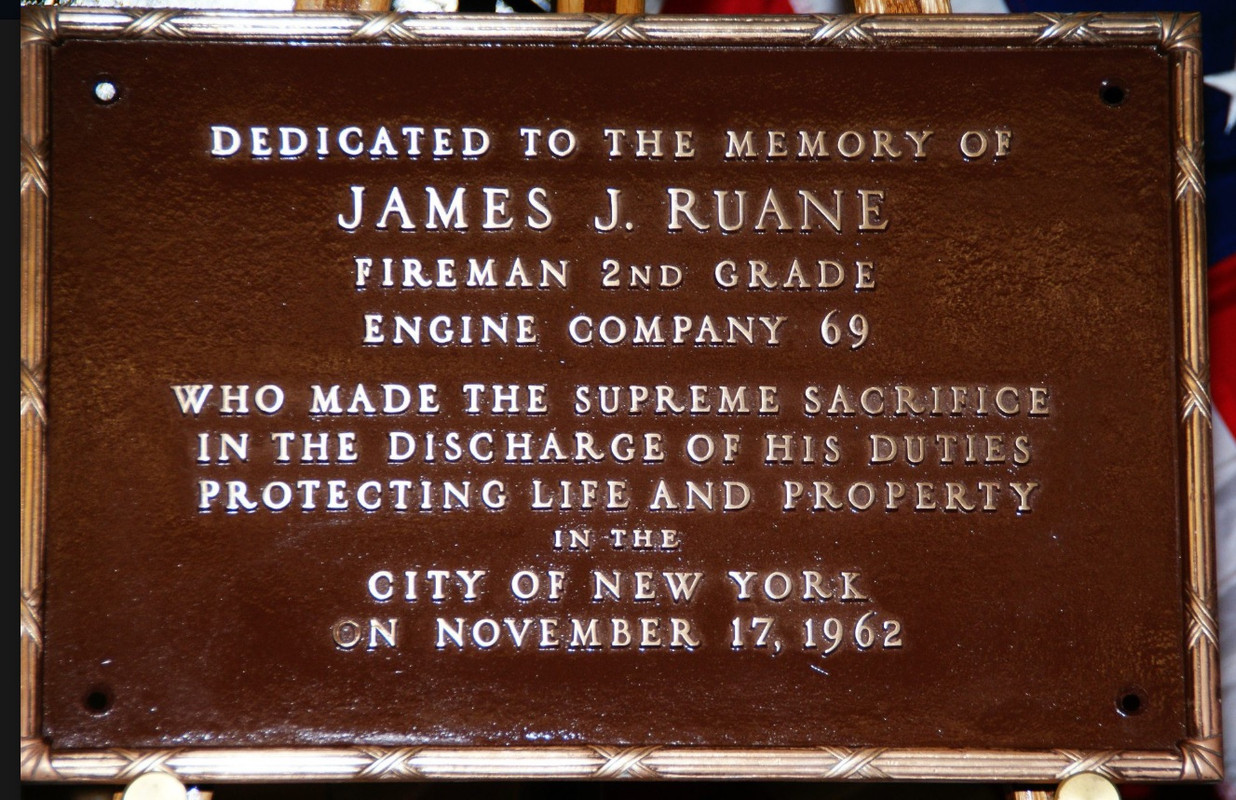 DEDICATED TO THE MEMORY OF
JAMES J. RUANE
FIREMAN 2ND GRADE
ENGINE COMPANY 69
WHO MADE THE SUPREME SACRIFICE
IN THE DISCHARGE OF HIS DUTIES
PROTECTING LIFE AND PROPERTY
IN THE
CITY OF NEW YORK
ON NOVEMBER 17, 1962